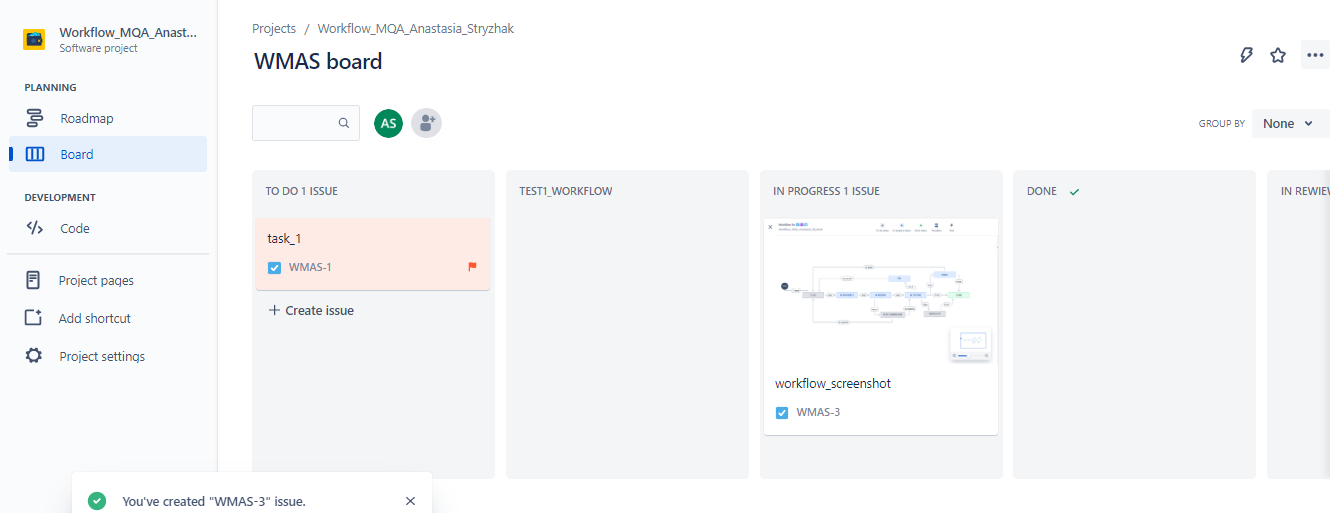 Workflow_MQA_Anast...
Software project
PLANNING
Roadmap
Board
DEVELOPMENT
Code
Project pages
Add shortcut
Project settings
Projects / Workflow_MQA_Anastasia_Stryzhak
WMAS board
AS
GROUP BY None
TO DO 1 ISSUE
task_1
WMAS-1
Create issue
TEST1_WORKFLOW
IN PROGRESS 1 ISSUE
workflow_screenshot
WMAS-3
DONE
IN REWIE
You've created "WMAS-3" issue.